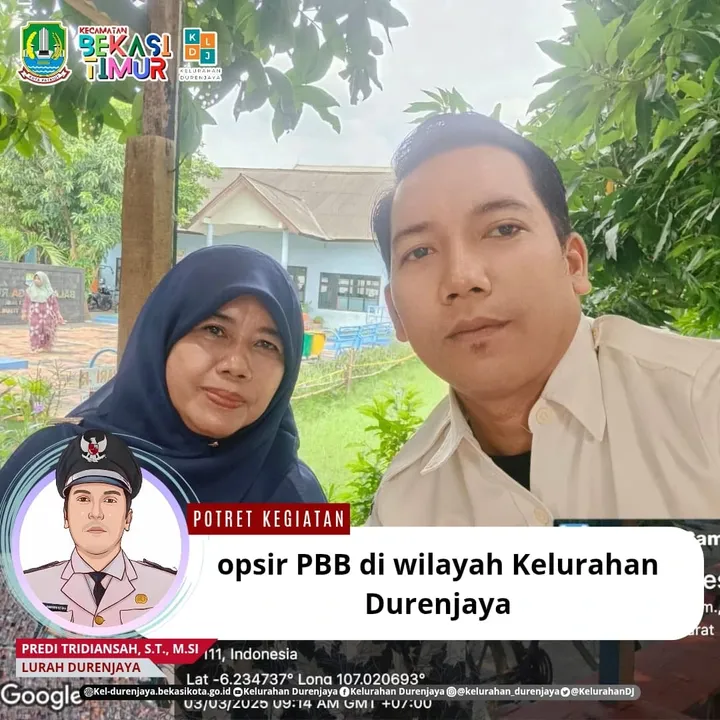 KECAMATAN
BEKASI
TIMUR
KLDJ
KELURAHAN
DURENJAYA
POTRET KEGIATAN
opsir PBB di wilayah Kelurahan
Durenjaya
PREDI TRIDIANSAH, S.T., M.SI
LURAH DURENJAYA
111, Indonesia
Lat -6.234737° Long 107.020693°
03/03/2025 09:14 AM GMT +07:00
Google
Kel-durenjaya.bekasikota.go.id Kelurahan Durenjaya Kelurahan Durenjaya @kelurahan_durenjaya @KelurahanDJ